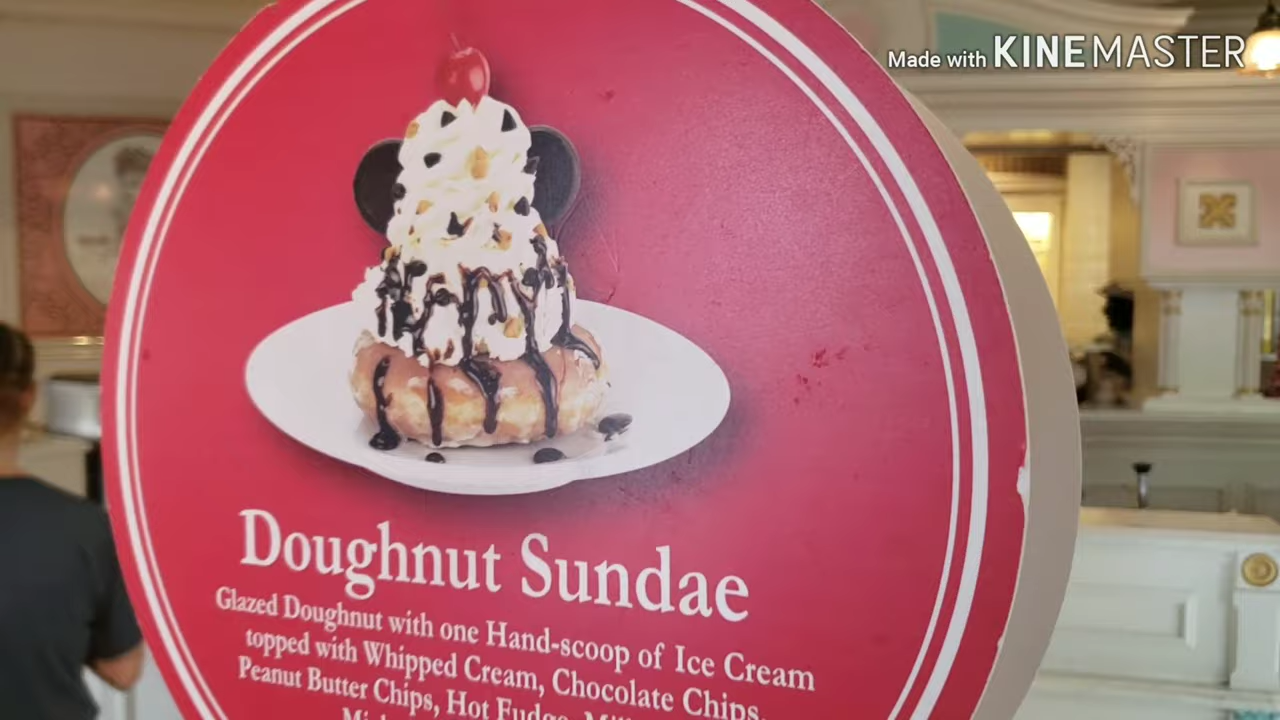 Made with KINEMASTER
Doughnut Sundae
Glazed Doughnut with one Hand-scoop of Ice Cream
topped with Whipped Cream, Chocolate Chips,
Peanut Butter Chips, Hot Fudge,